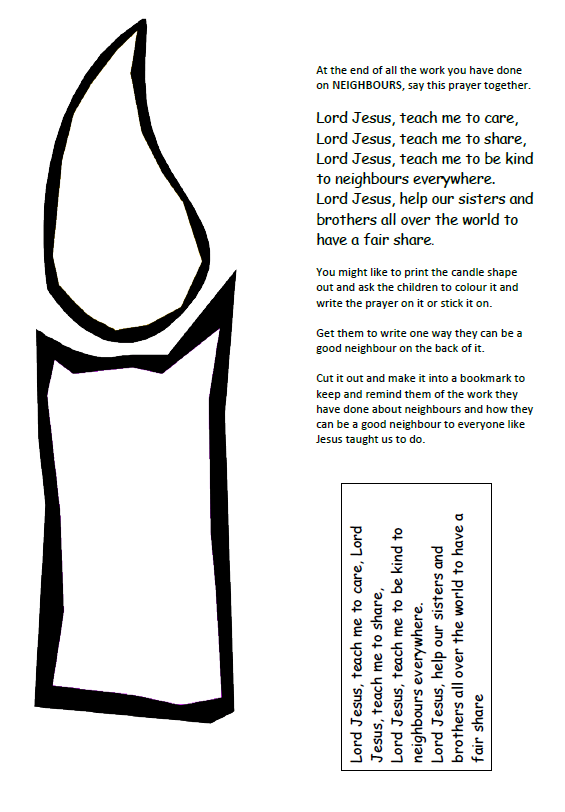 At the end of all the work you have done
on NEIGHBOURS, say this prayer together.
Lord Jesus, teach me to care,
Lord Jesus, teach me to share,
Lord Jesus, teach me to be kind
to neighbours everywhere.
Lord Jesus, help our sisters and
brothers all over the world to
have a fair share.
You might like to print the candle shape
out and ask the children to colour it and
write the prayer on it or stick it on.
Get them to write one way they can be a
good neighbour on the back of it.
Cut it out and make it into a bookmark to
keep and remind them of the work they
have done about neighbours and how they
can be a good neighbour to everyone like
Jesus taught us to do.
Lord Jesus, teach me to care, Lord
Jesus, teach me to share,
Lord Jesus, teach me to be kind to
neighbours everywhere.
Lord Jesus, help our sisters and
brothers all over the world to have a
fair share